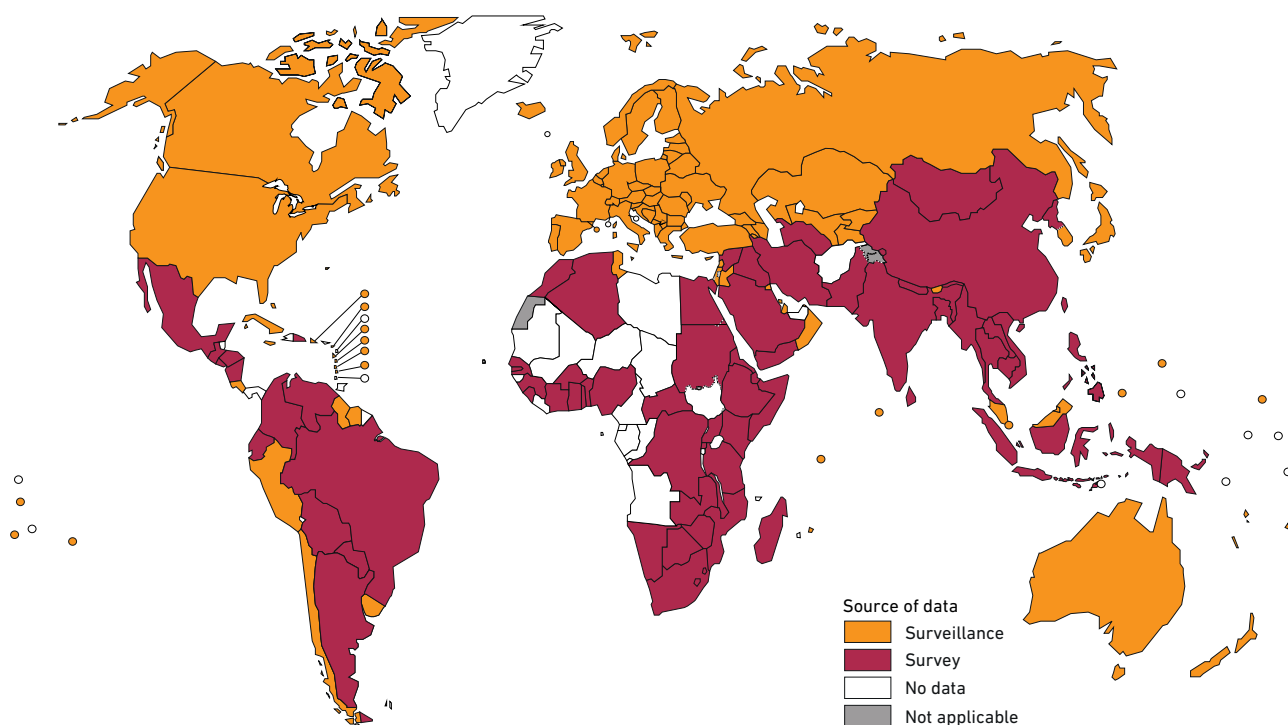 Source of data
Surveillance
Survey
No data
Not applicable